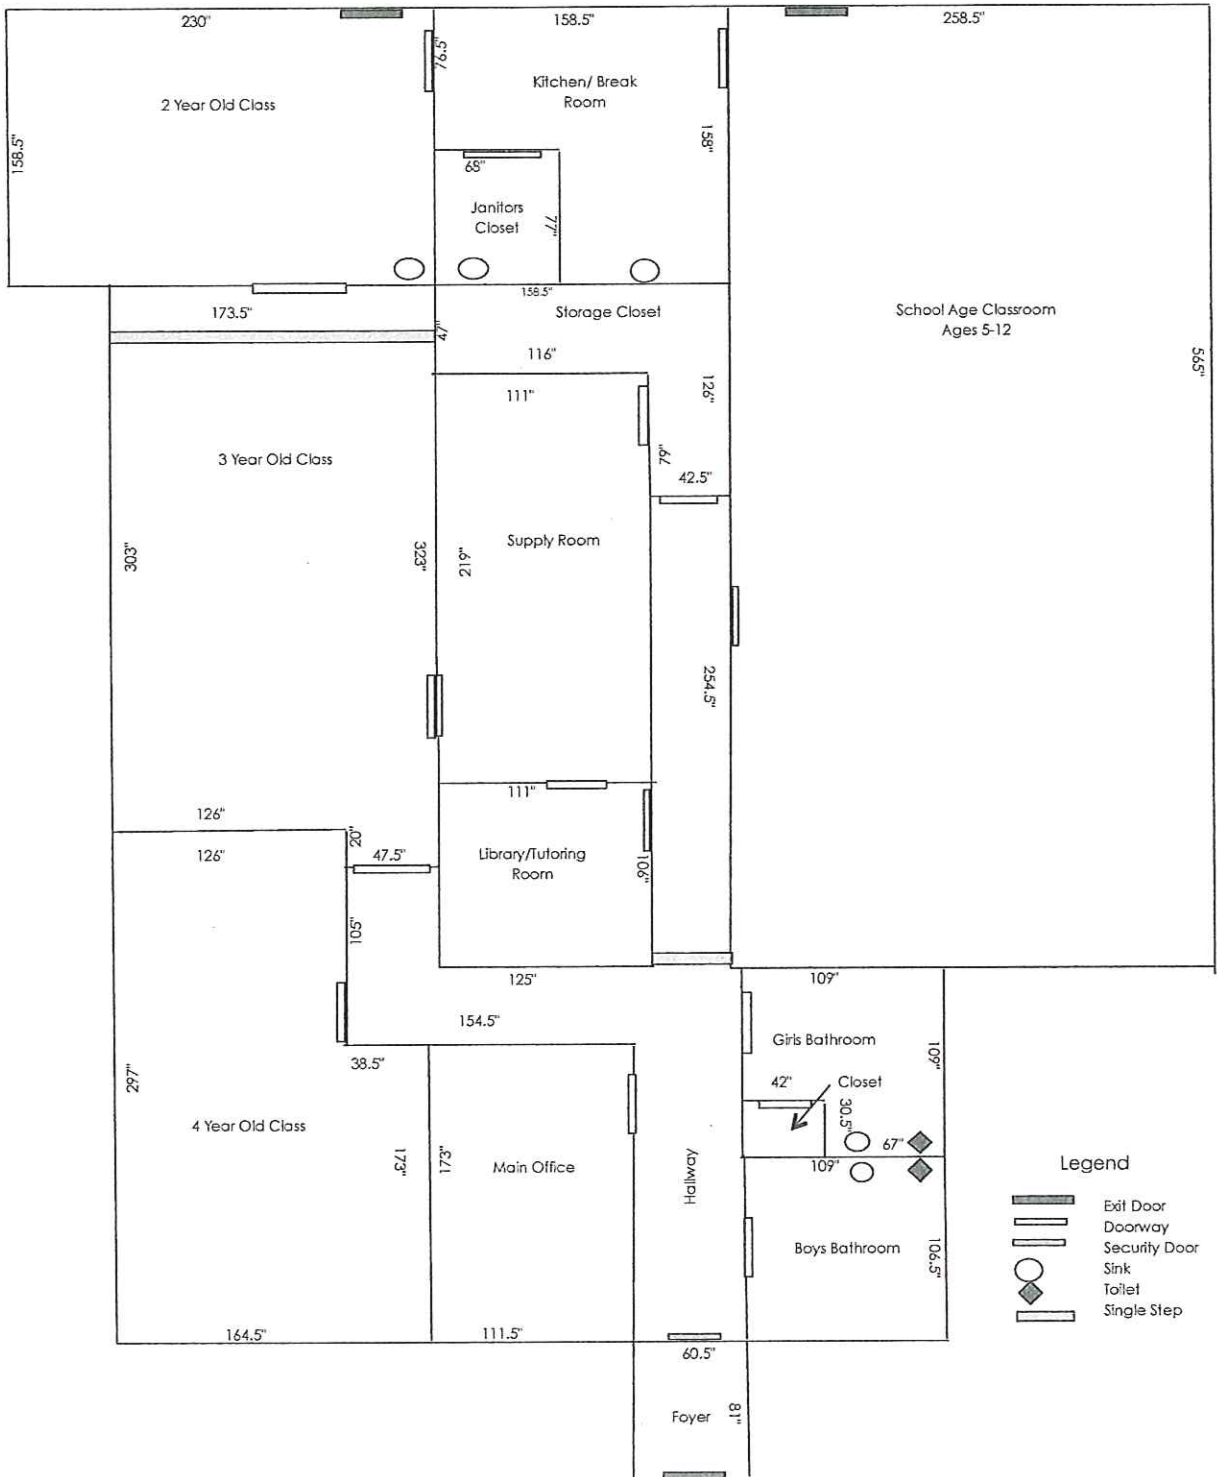 230"
158.5"
258.5"
76.5"
Kitchen/ Break
Room
2 Year Old Class
158.5"
158"
68"
Janitors
Closet
77"
158.5"
173.5"
Storage Closet
School Age Classroom
Ages 5-12
47"
116"
565"
111"
126"
3 Year Old Class
79"
42.5"
Supply Room
303"
323"
219"
254.5"
111"
126"
20"
126"
47.5"
Library/Tutoring
Room
106"
105"
125"
109"
154.5"
Girls Bathroom
109"
38.5"
297"
42"
Closet
30.5"
4 Year Old Class
173"
173"
Main Office
Hallway
67"
109"
Legend
Exit Door
Doorway
Security Door
Sink
Toilet
Single Step
Boys Bathroom
106.5"
164.5"
111.5"
60.5"
Foyer
81"